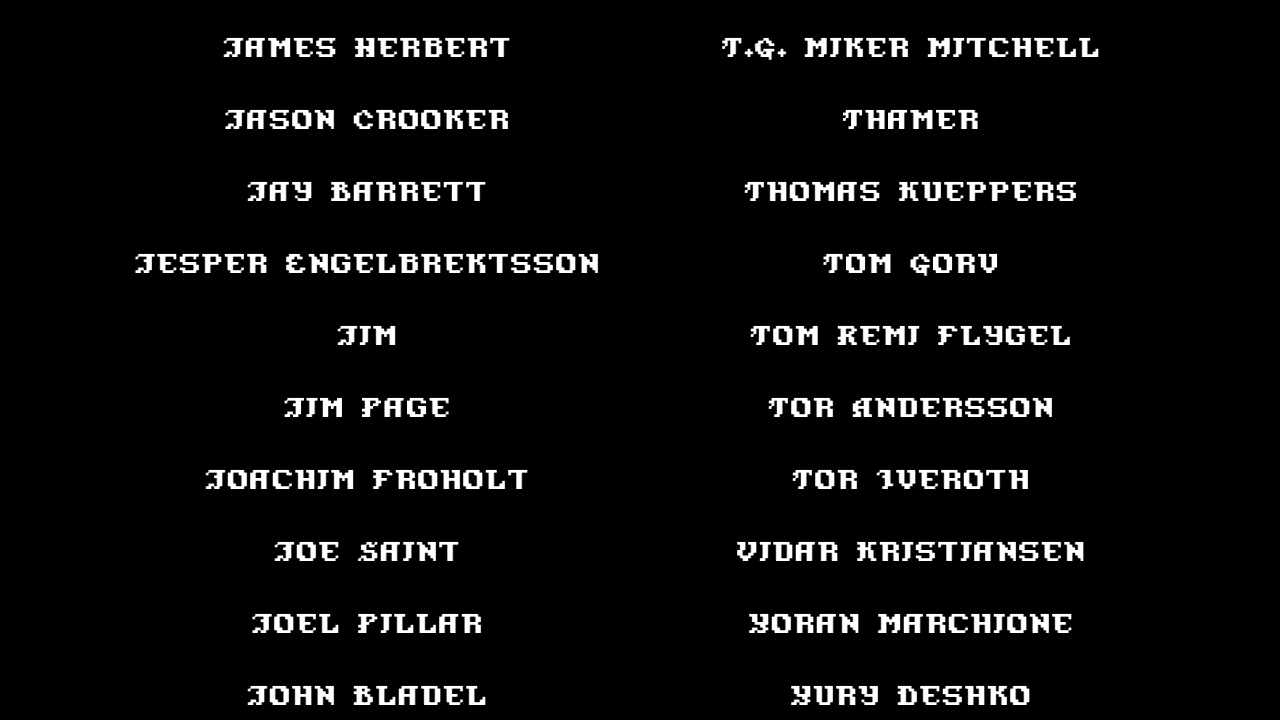 JAMES HERBERT
JASON CROOKER
JAY BARRETT
JESPER ENGELBREKTSSON
JIM
JIM PAGE
JOACHIM FROHOLT
JOE SAINT
JOEL PILLAR
JOHN BLADEL
T.G. MIKER MITCHELL
THAMER
THOMAS KUEPPERS
TOM GORV
TOM REMI FLYGEL
TOR ANDERSSON
TOR IVEROTH
VIDAR KRISTIANSEN
YORAN MARCHIONE
YURY DESHKO